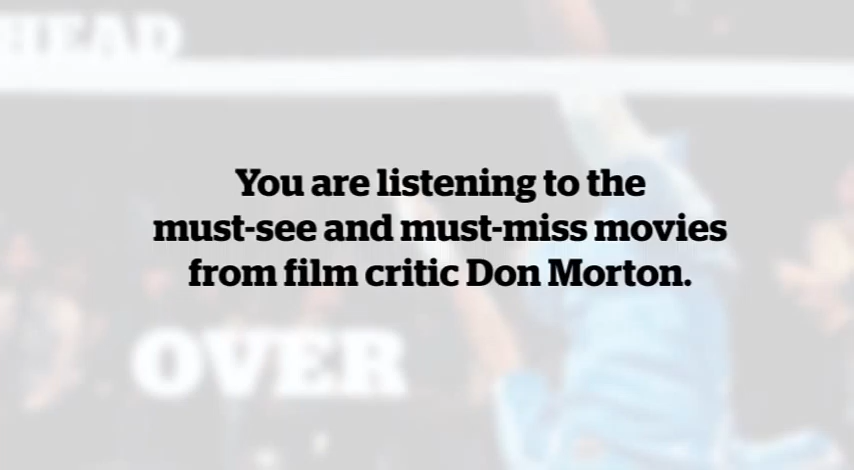 HEAD
You are listening to the
must-see and must-miss movies
from film critic Don Morton.
OVER